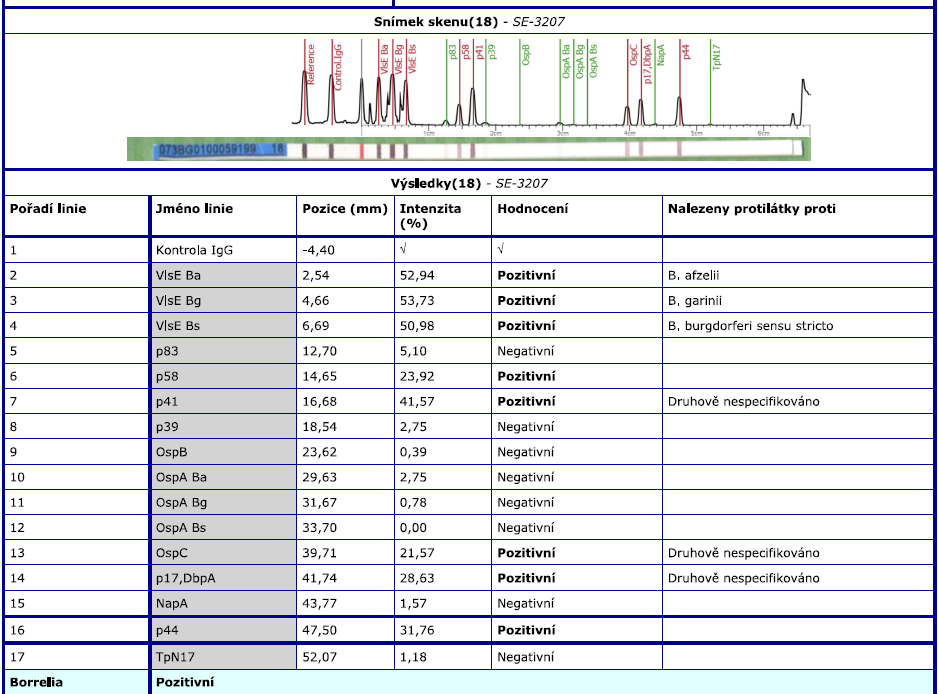 Snímek skenu(18) - SE-3207
Reference Control.IgG VlsE Ba VlsE Bg VlsE Bs p83 p58 p41 p39 OspB OspA Ba OspA Bg OspA Bs OspC p17,DbpA NapA p44 TpN17
1cm 2cm 3cm 4cm 5cm 6cm
073BG0100059199 18
Výsledky(18) - SE-3207
Pořadí linie Jméno linie Pozice (mm) Intenzita (%) Hodnocení Nalezeny protilátky proti
1 Kontrola IgG -4,40 √ √
2 VlsE Ba 2,54 52,94 Pozitivní B. afzelii
3 VlsE Bg 4,66 53,73 Pozitivní B. garinii
4 VlsE Bs 6,69 50,98 Pozitivní B. burgdorferi sensu stricto
5 p83 12,70 5,10 Negativní
6 p58 14,65 23,92 Pozitivní
7 p41 16,68 41,57 Pozitivní Druhově nespecifikováno
8 p39 18,54 2,75 Negativní
9 OspB 23,62 0,39 Negativní
10 OspA Ba 29,63 2,75 Negativní
11 OspA Bg 31,67 0,78 Negativní
12 OspA Bs 33,70 0,00 Negativní
13 OspC 39,71 21,57 Pozitivní Druhově nespecifikováno
14 p17,DbpA 41,74 28,63 Pozitivní Druhově nespecifikováno
15 NapA 43,77 1,57 Negativní
16 p44 47,50 31,76 Pozitivní
17 TpN17 52,07 1,18 Negativní
Borrelia Pozitivní